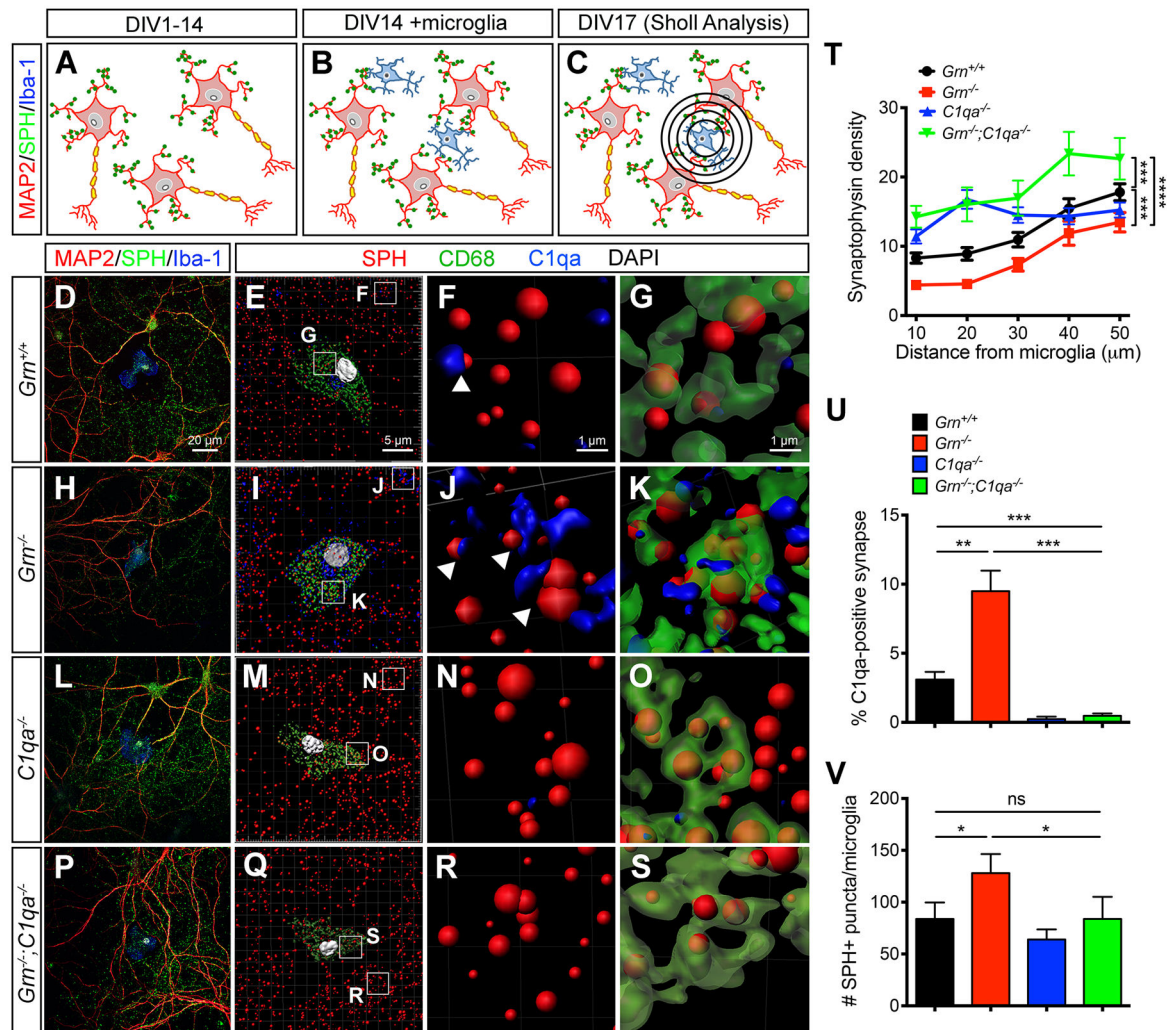 DIV1-14
DIV14 +microglia
DIV17 (Sholl Analysis)
MAP2/SPH/Iba-1
A
B
C
MAP2/SPH/Iba-1
SPH
CD68
C1qa
DAPI
Grn+/+
D
20 µm
E
F
G
5 µm
F
1 µm
G
1 µm
Grn-/-
H
I
J
K
J
K
C1qa-/-
L
M
N
O
N
O
Grn-/-;C1qa-/-
P
Q
S
R
R
S
T
Grn+/+
Grn-/-
C1qa-/-
Grn-/-;C1qa-/-
Synaptophysin density
30
20
10
0
10 20 30 40 50
Distance from microglia (µm)
***
***
****
U
Grn+/+
Grn-/-
C1qa-/-
Grn-/-;C1qa-/-
% C1qa-positive synapse
15
10
5
0
***
** ***
V
# SPH+ puncta/microglia
200
150
100
50
0
ns
* *